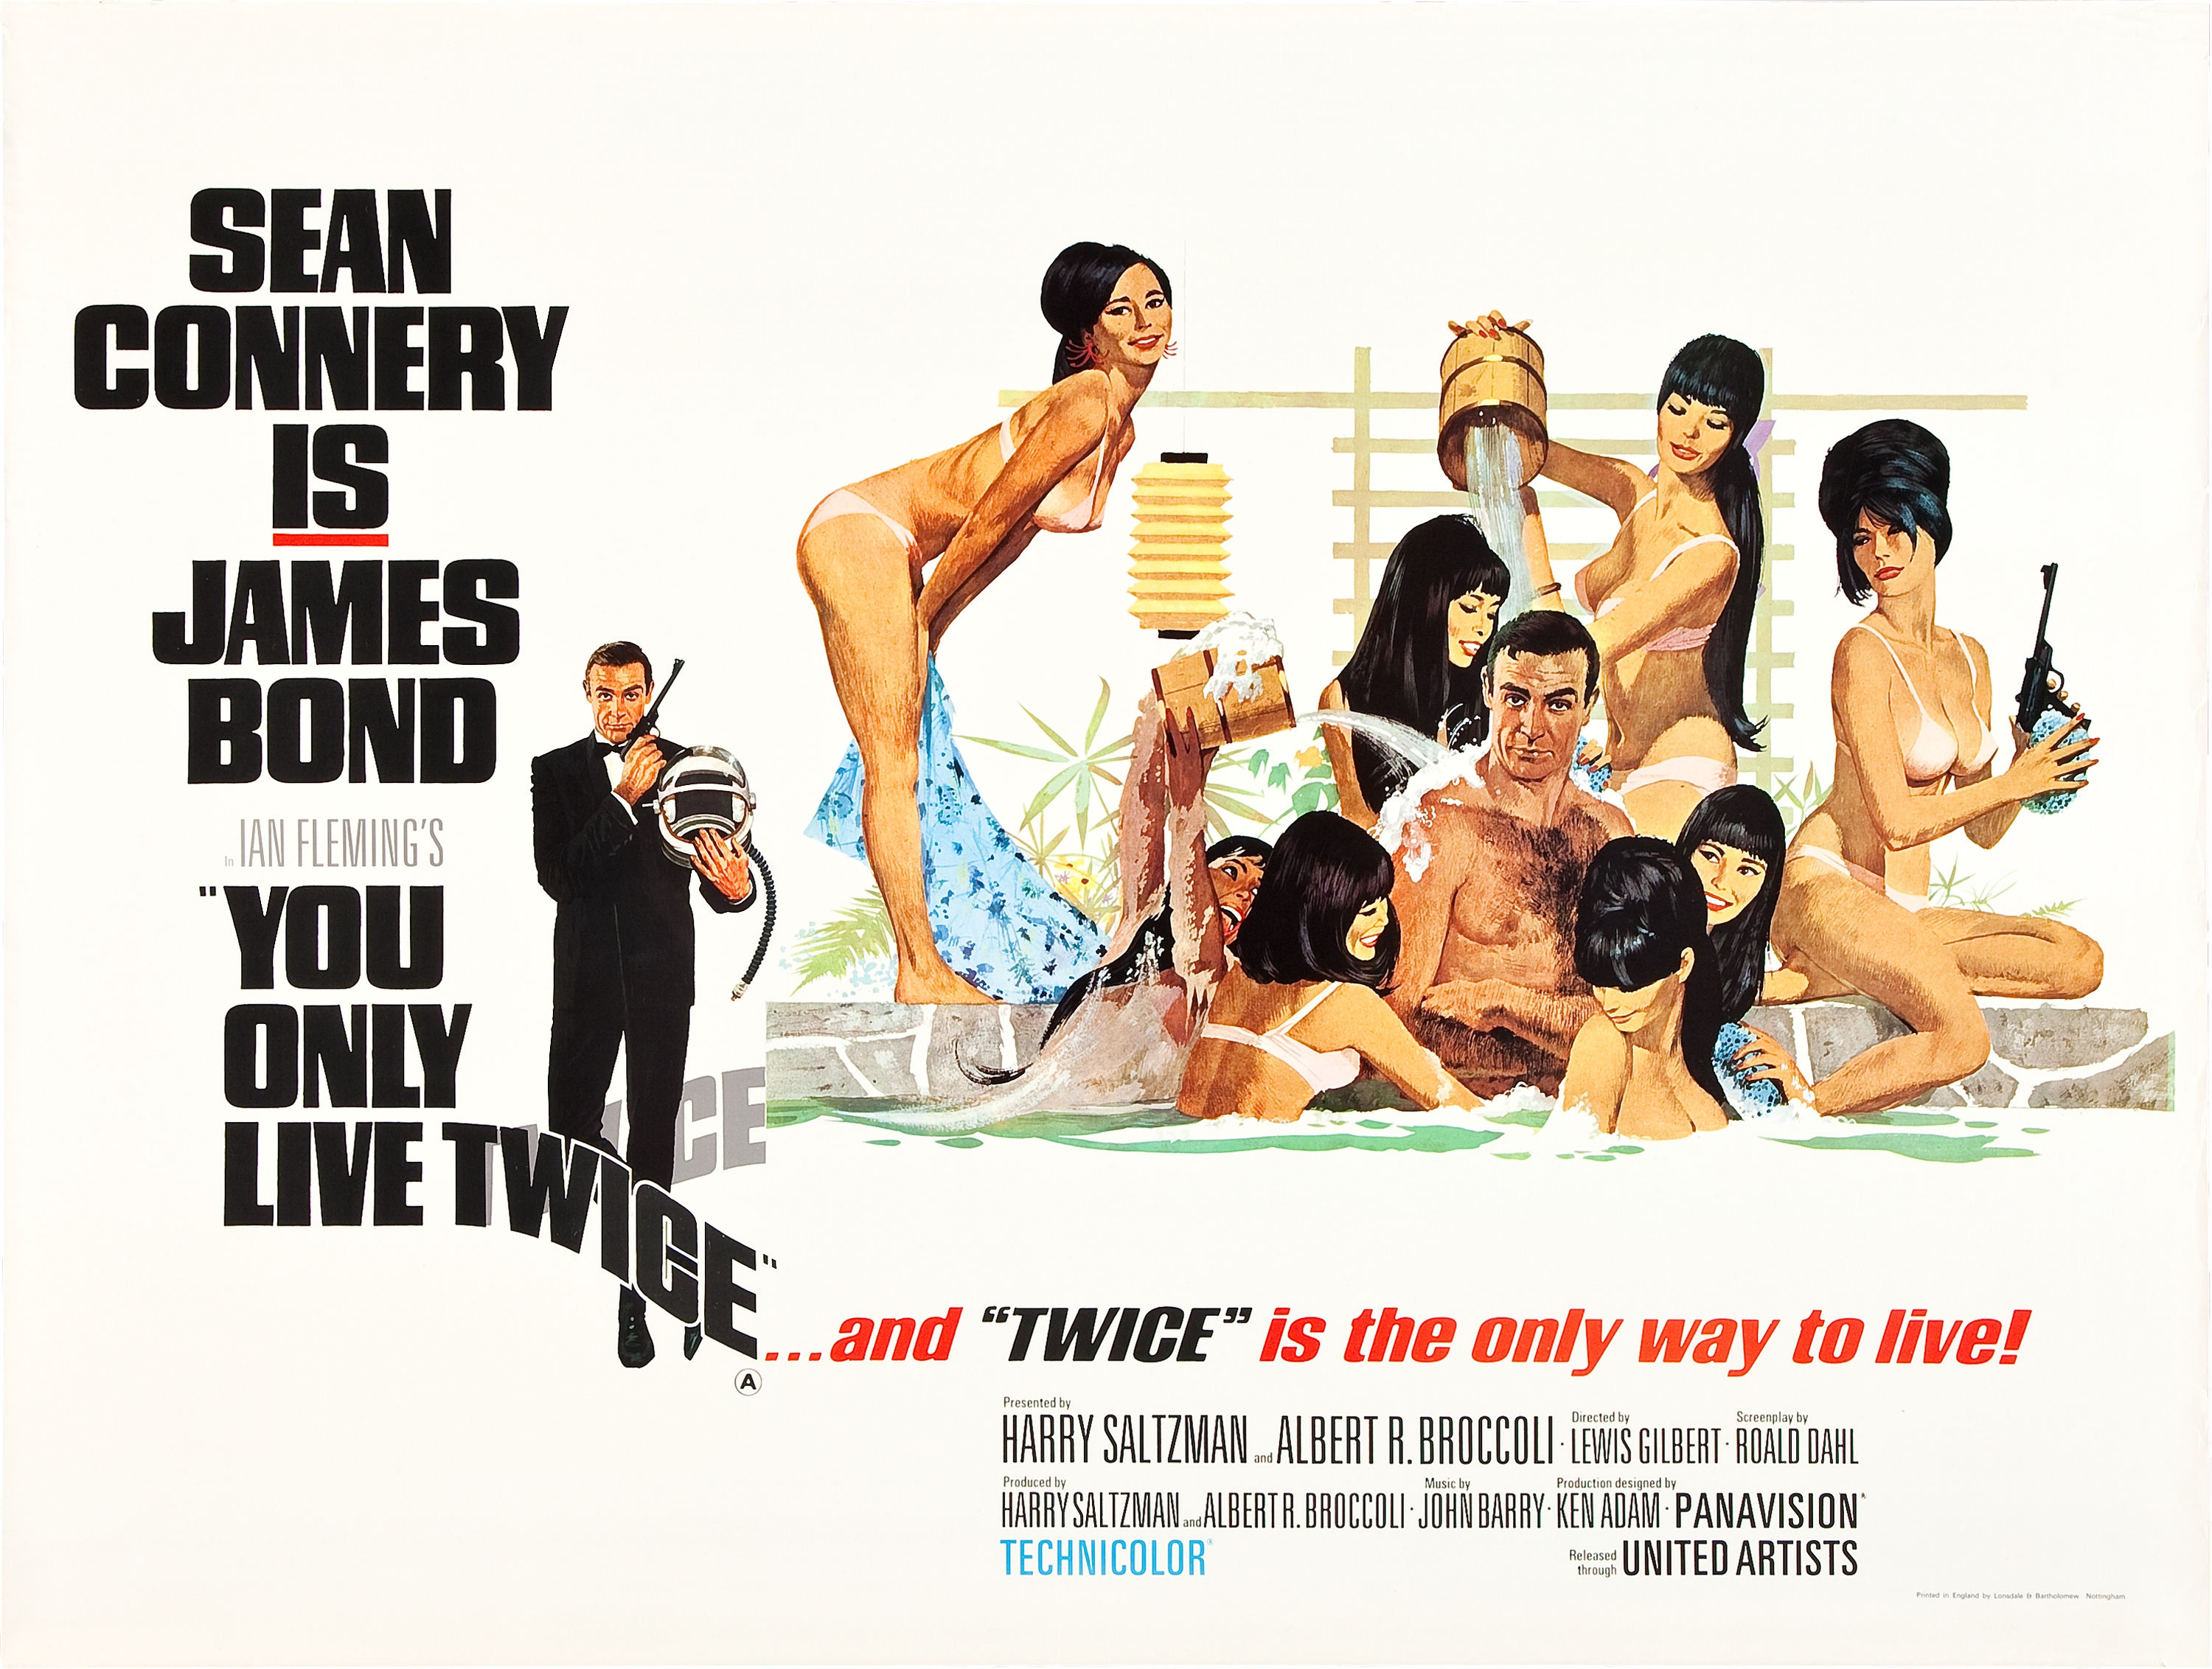 SEAN
CONNERY
IS
JAMES
BOND
In IAN FLEMING'S
"YOU
ONLY
LIVE TWICE"
ICE
...and “TWICE” is the only way to live!
A
Presented by
HARRY SALTZMAN and ALBERT R. BROCCOLI · Directed by LEWIS GILBERT · Screenplay by ROALD DAHL
Produced by
HARRY SALTZMAN and ALBERT R. BROCCOLI · Music by JOHN BARRY · Production designed by KEN ADAM · PANAVISION®
TECHNICOLOR®
Released through UNITED ARTISTS
Printed in England by Lonsdale & Bartholomew Nottingham